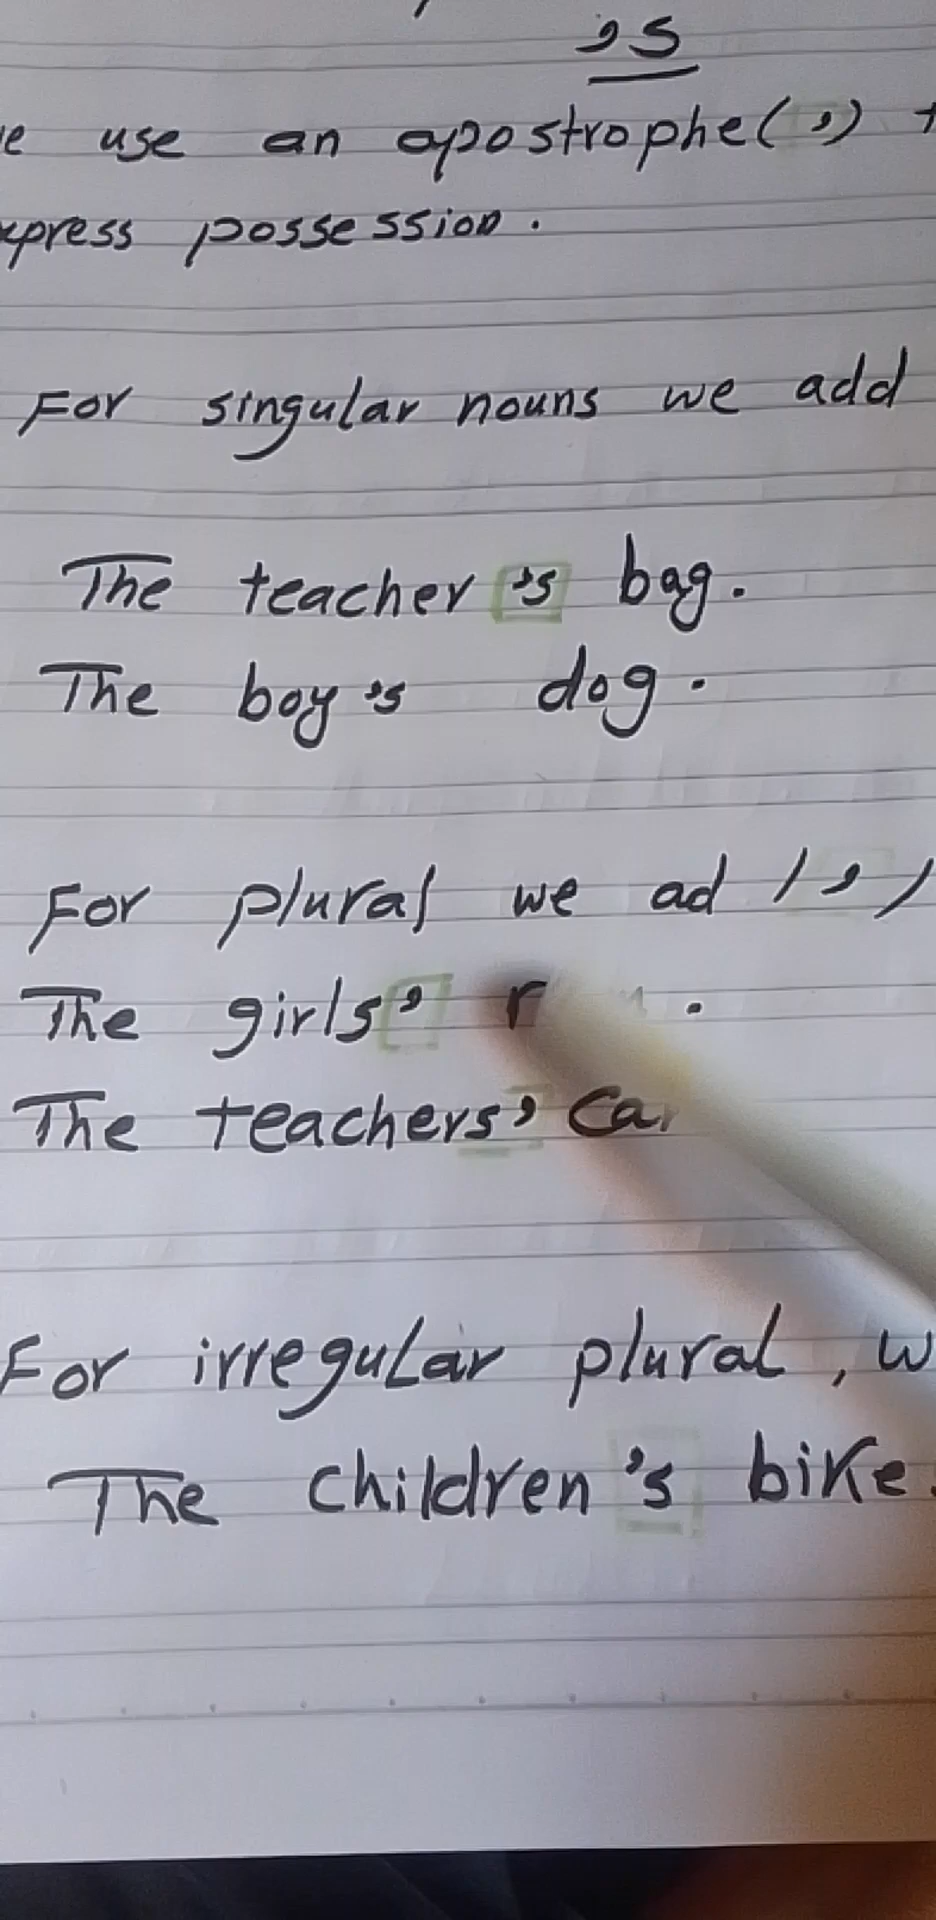 's
e use an apostrophe(')
xpress possession.
For singular nouns we add
The teacher's bag.
The boy's dog.
For plural we ad / ' /
The girls' r
The teachers' Ca
For irregular plural, w
The children's bike.